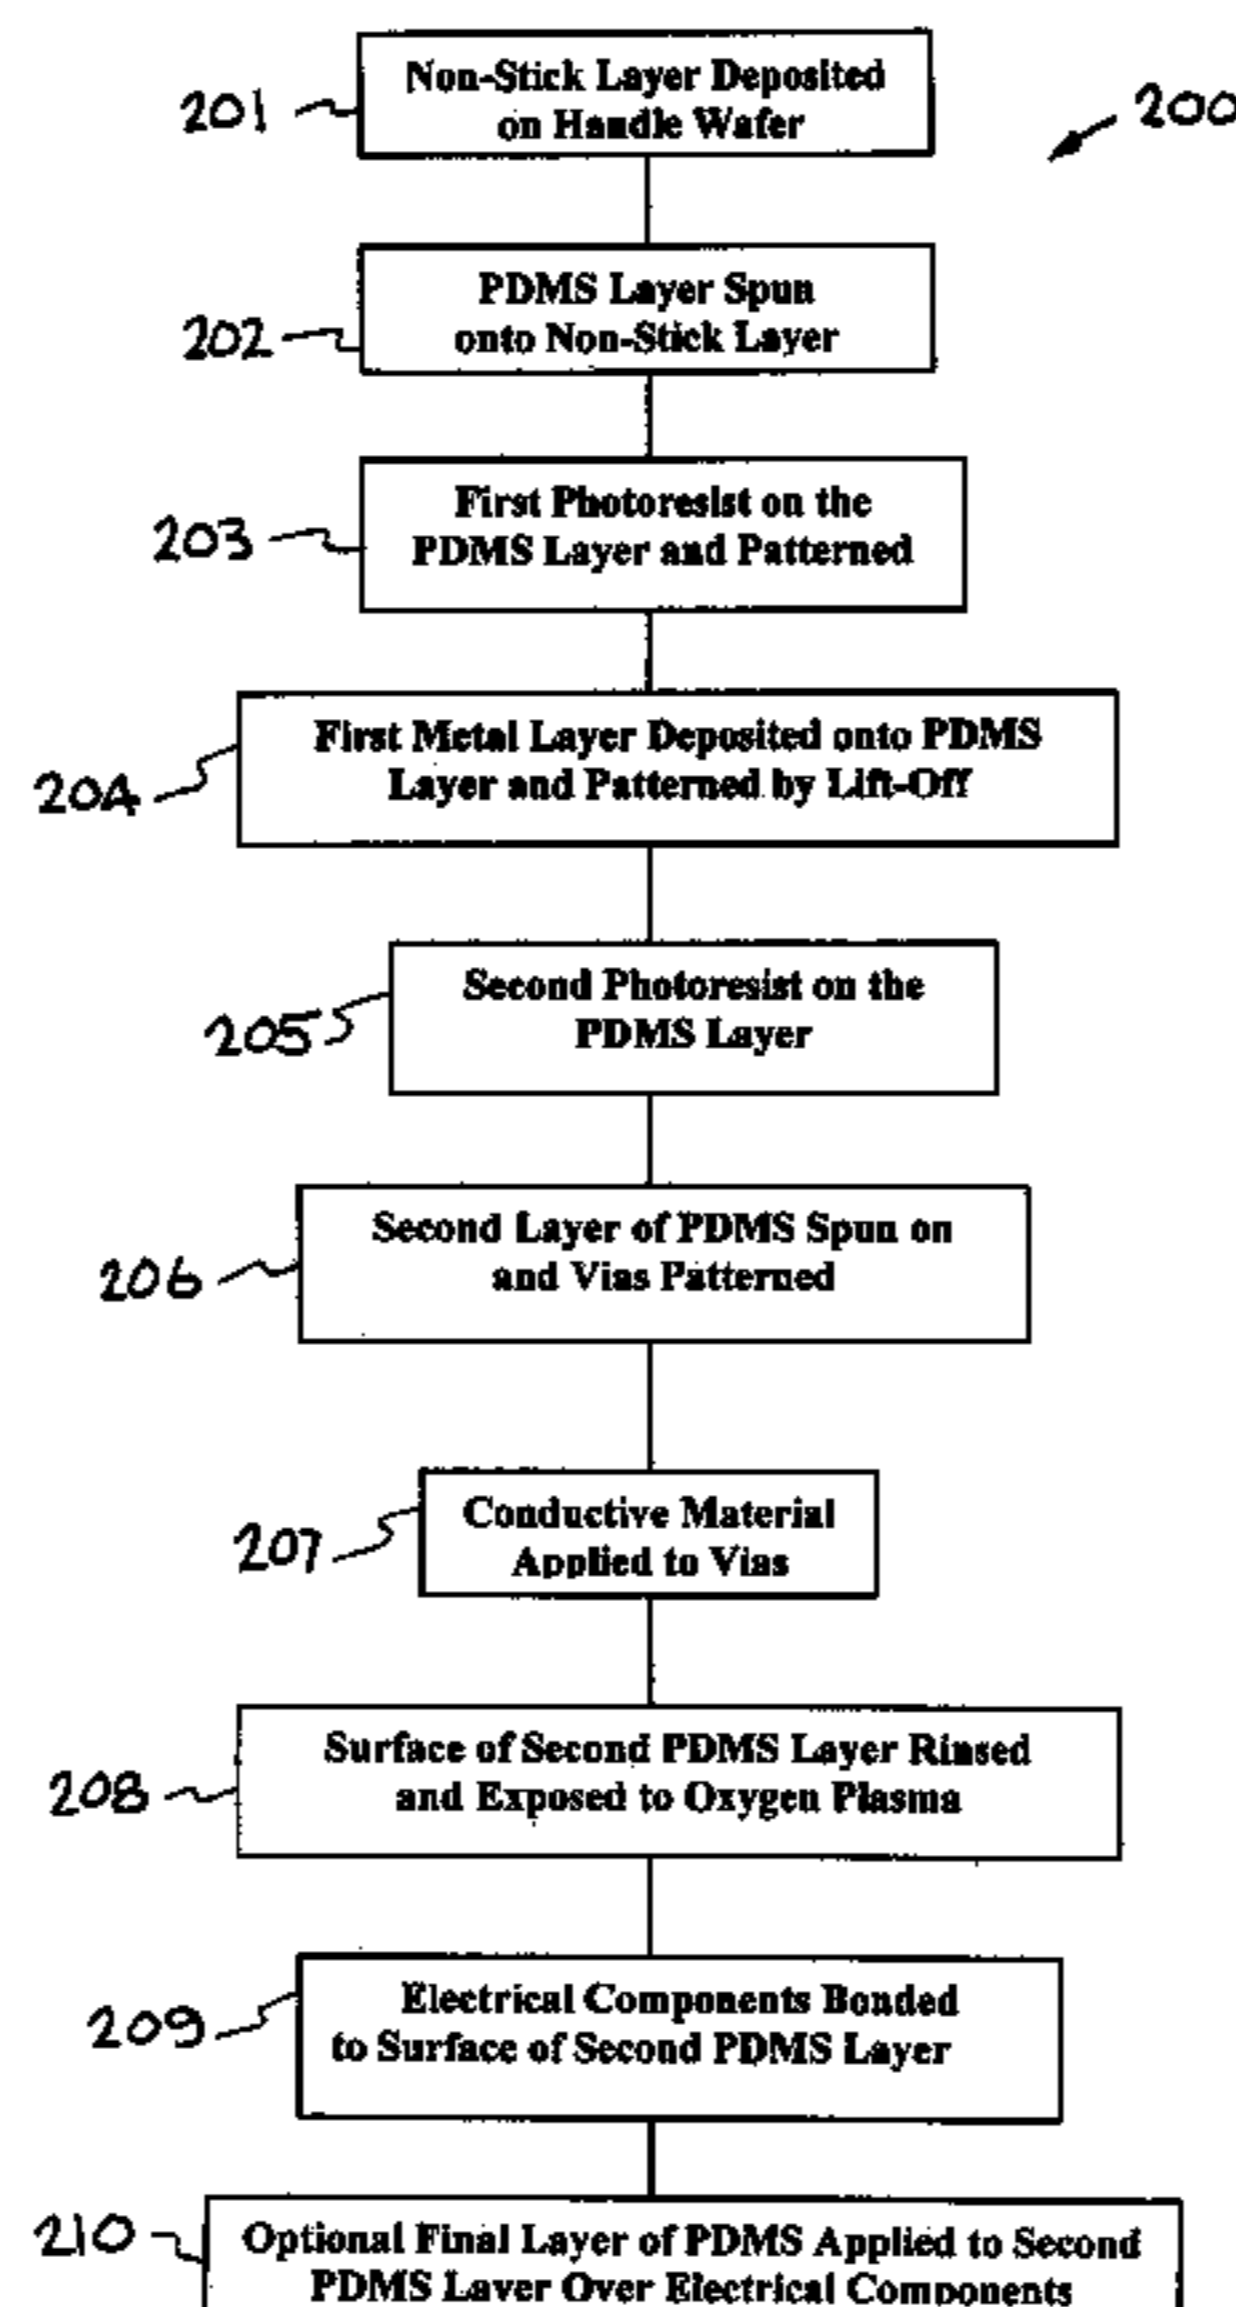 200
201
Non-Stick Layer Deposited
on Handle Wafer
202
PDMS Layer Spun
onto Non-Stick Layer
203
First Photoresist on the
PDMS Layer and Patterned
204
First Metal Layer Deposited onto PDMS
Layer and Patterned by Lift-Off
205
Second Photoresist on the
PDMS Layer
206
Second Layer of PDMS Spun on
and Vias Patterned
207
Conductive Material
Applied to Vias
208
Surface of Second PDMS Layer Rinsed
and Exposed to Oxygen Plasma
209
Electrical Components Bonded
to Surface of Second PDMS Layer
210
Optional Final Layer of PDMS Applied to Second
PDMS Layer Over Electrical Components